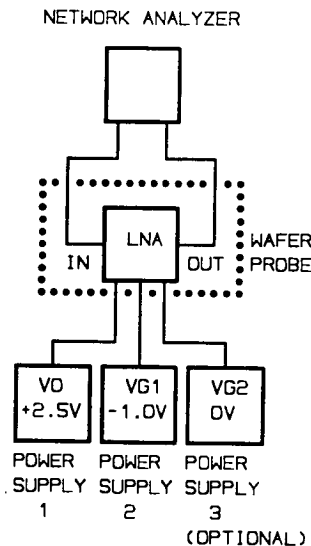 NETWORK ANALYZER
LNA
IN
OUT
WAFER
PROBE
VD
+2.5V
VG1
-1.0V
VG2
0V
POWER
SUPPLY
1
POWER
SUPPLY
2
POWER
SUPPLY
3
(OPTIONAL)